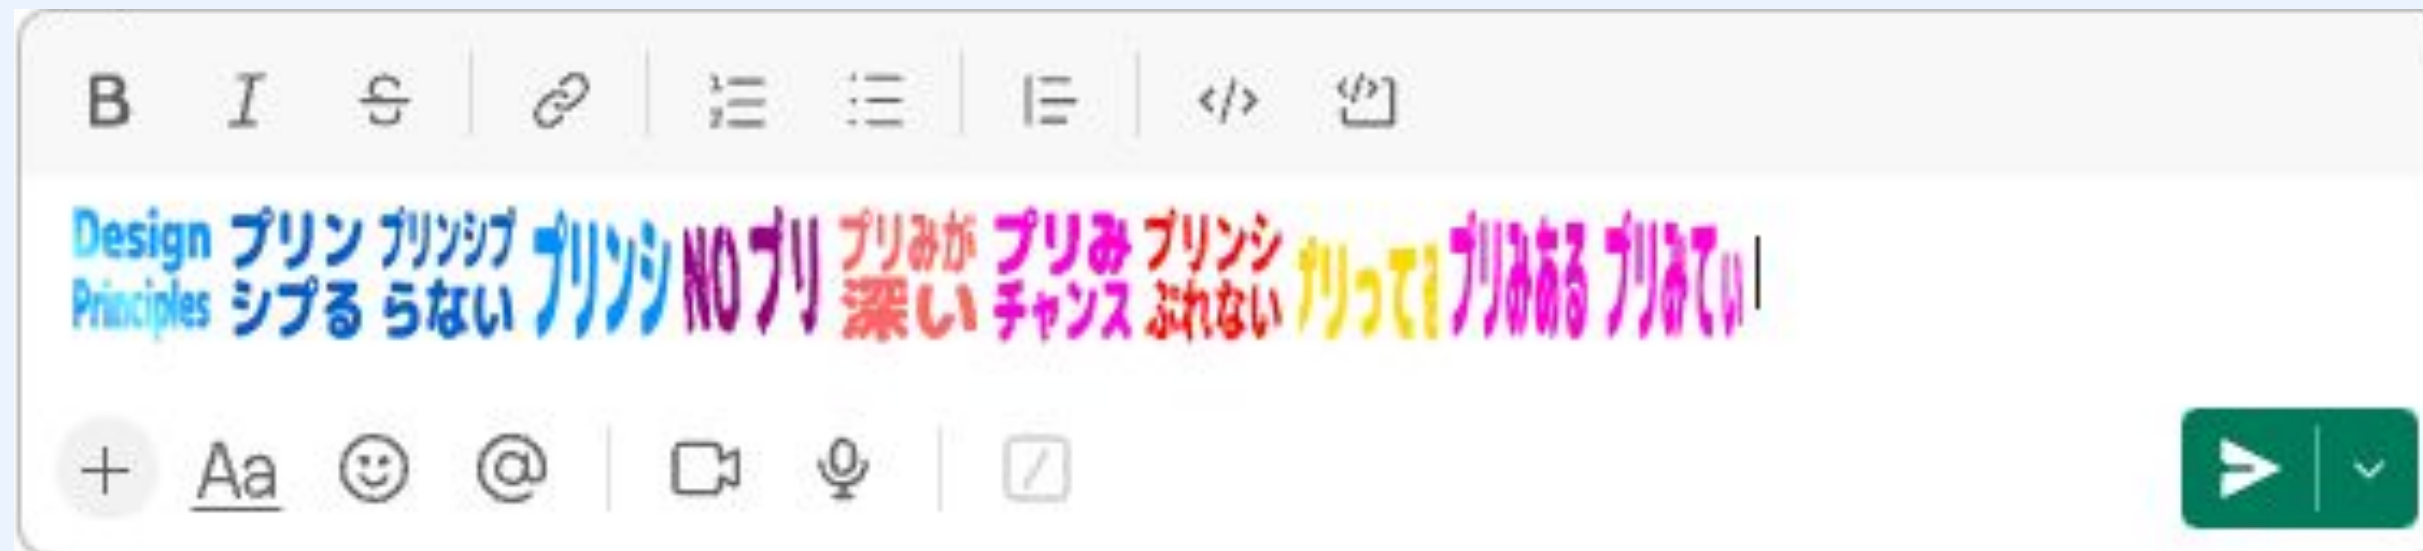 B I S
Design Principles プリンシプる プリンシプらない プリンシ NOプリ プリみが深い プリみチャンス プリンシぶれない プリみある プリみてぃ
Aa @